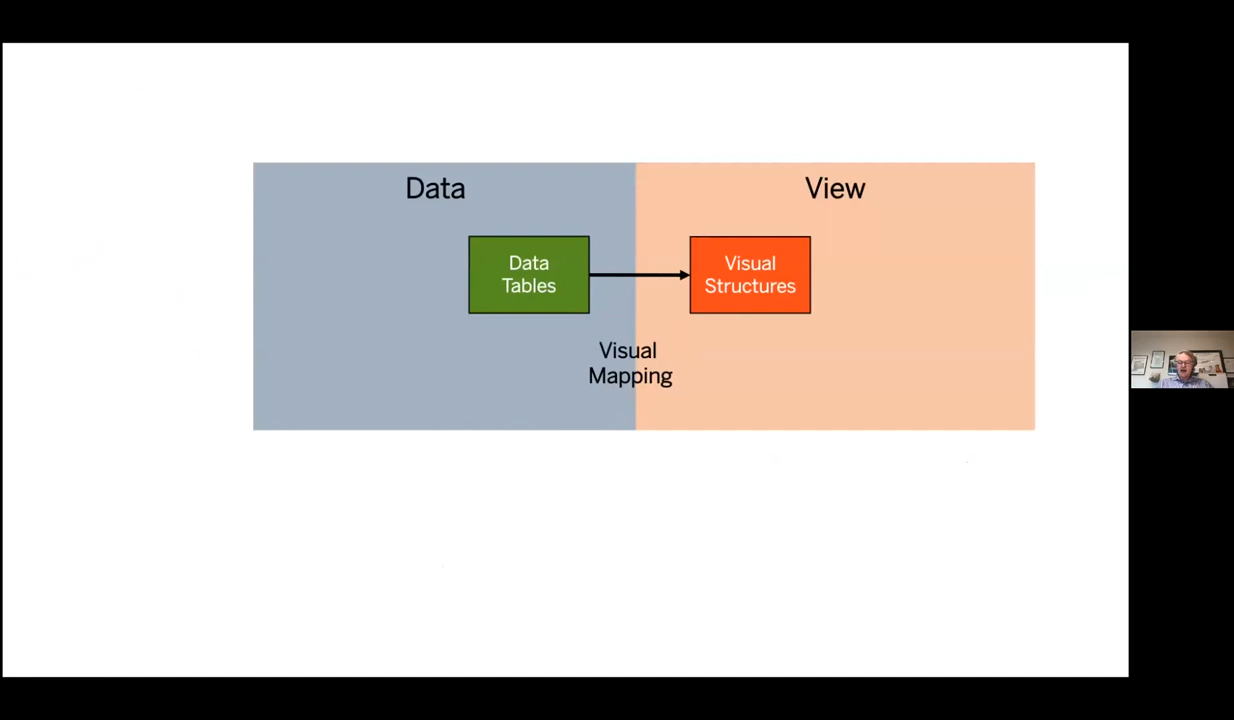 Data
View
Data
Tables
Visual
Structures
Visual
Mapping